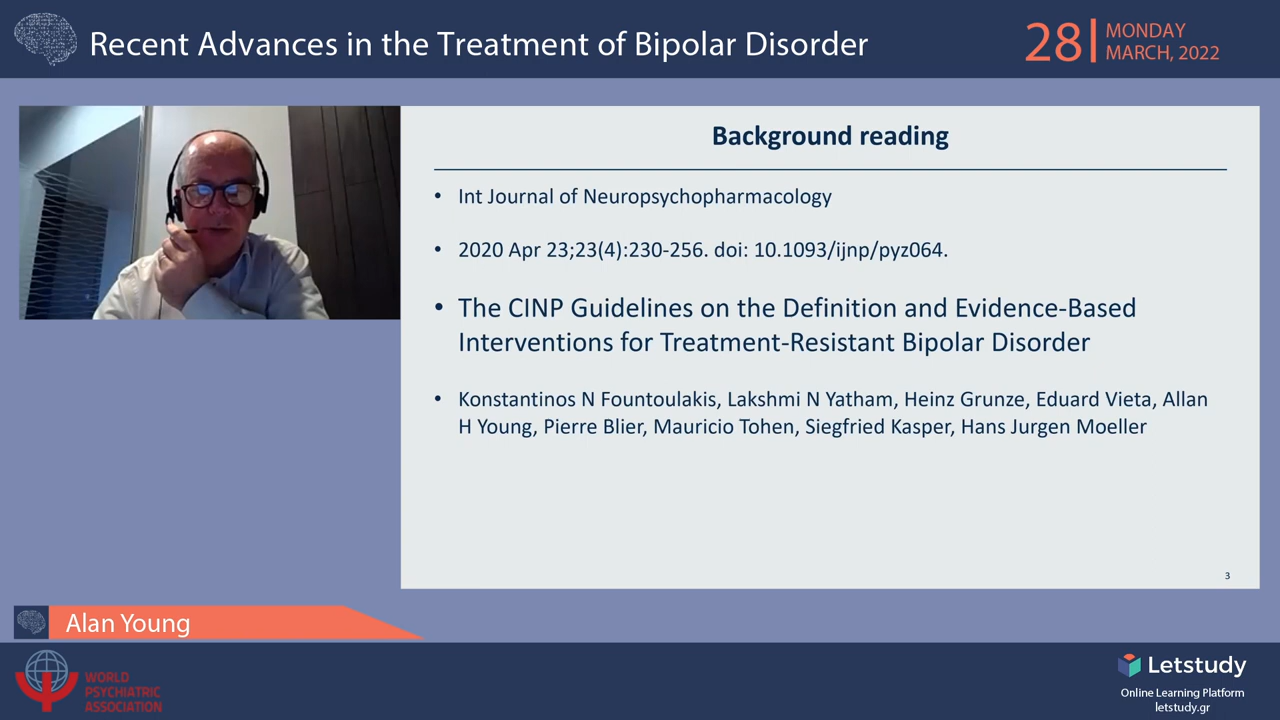 Recent Advances in the Treatment of Bipolar Disorder
28
MONDAY
MARCH, 2022
Background reading
• Int Journal of Neuropsychopharmacology
• 2020 Apr 23;23(4):230-256. doi: 10.1093/ijnp/pyz064.
• The CINP Guidelines on the Definition and Evidence-Based
Interventions for Treatment-Resistant Bipolar Disorder
• Konstantinos N Fountoulakis, Lakshmi N Yatham, Heinz Grunze, Eduard Vieta, Allan
H Young, Pierre Blier, Mauricio Tohen, Siegfried Kasper, Hans Jurgen Moeller
3
Alan Young
WORLD
PSYCHIATRIC
ASSOCIATION
Letstudy
Online Learning Platform
letstudy.gr